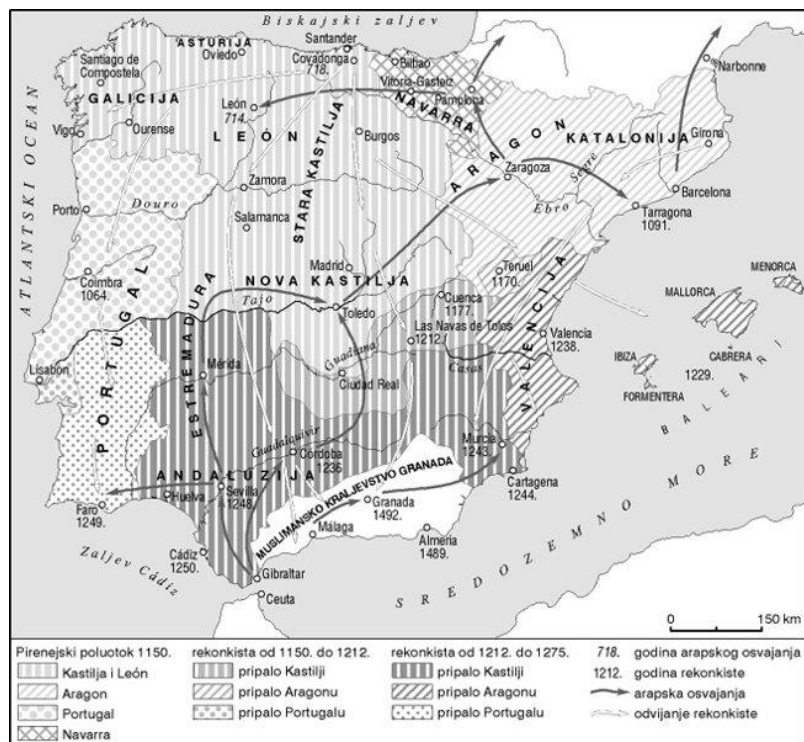 Biskajski zaljev
ATLANTSKI OCEAN
Santiago de
Compostela
ASTURIJA
Oviedo
Santander
Covadonga
718.
Bilbao
Vitoria-Gasteiz
Pamplona
NAVARRA
Narbonne
GALICIJA
León
714.
Vigo
Ourense
LEÓN
Burgos
STARA KASTILJA
ARAGON
KATALONIJA
Girona
Zaragoza
Segre
Barcelona
Porto
Douro
Zamora
Salamanca
Ebro
Tarragona
1091.
Coimbra
1064.
PORTUGAL
Madrid
NOVA KASTILJA
Teruel
1170.
MENORCA
MALLORCA
Tajo
Toledo
Cuenca
1177.
VALENCIJA
Valencia
1238.
IBIZA
FORMENTERA
CABRERA
1229.
BALEARI
ESTREMADURA
Las Navas de Tolos
1212.
Lisabon
Mérida
Guadiana
Ciudad Real
Casas
PORTUGAL
Guadalquivir
Córdoba
1236
Murcia
1243.
Cartagena
1244.
ANDALUZIJA
Huelva
Sevilla
1248.
MUSLIMANSKO KRALJEVSTVO GRANADA
Granada
1492.
Faro
1249.
Málaga
Almería
1489.
Zaljev Cádiz
Cádiz
1250.
Gibraltar
Ceuta
SREDOZEMNO MORE
0 150 km
Pirenejski poluotok 1150.
Kastilja i León
Aragon
Portugal
Navarra
rekonkista od 1150. do 1212.
pripalo Kastilji
pripalo Aragonu
pripalo Portugalu
rekonkista od 1212. do 1275.
pripalo Kastilji
pripalo Aragonu
pripalo Portugalu
718. godina arapskog osvajanja
1212. godina rekonkiste
arapska osvajanja
odvijanje rekonkiste